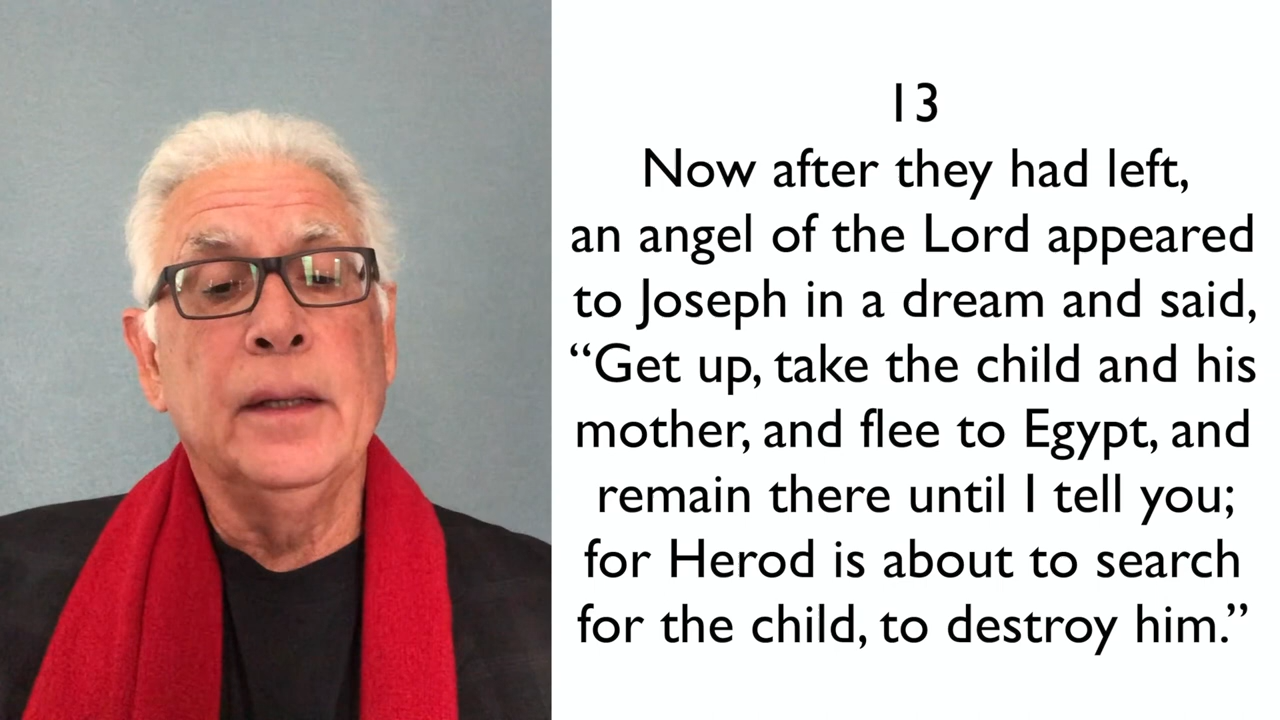 13
Now after they had left,
an angel of the Lord appeared
to Joseph in a dream and said,
“Get up, take the child and his
mother, and flee to Egypt, and
remain there until I tell you;
for Herod is about to search
for the child, to destroy him.”